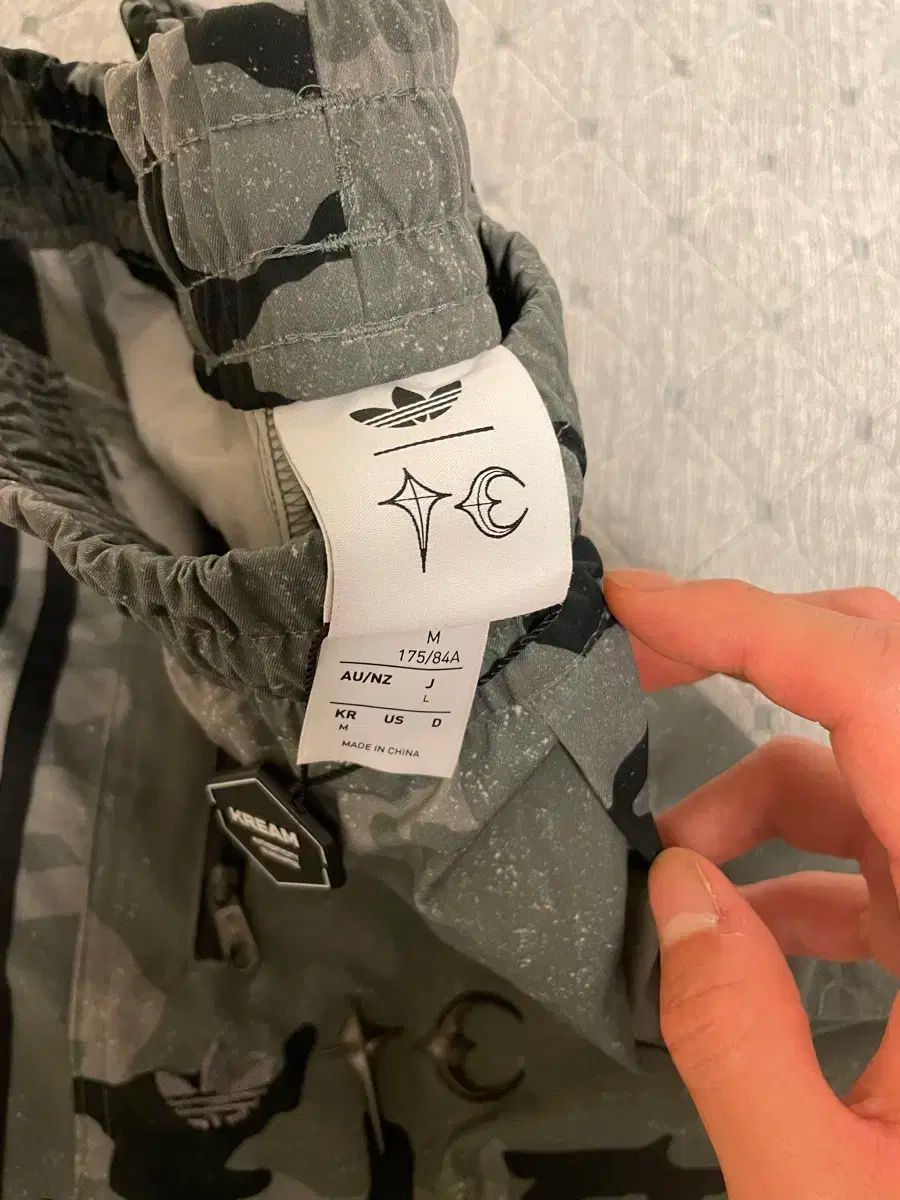 M
175/84A
AU/NZ J
L
KR US D
M
MADE IN CHINA
KREAM